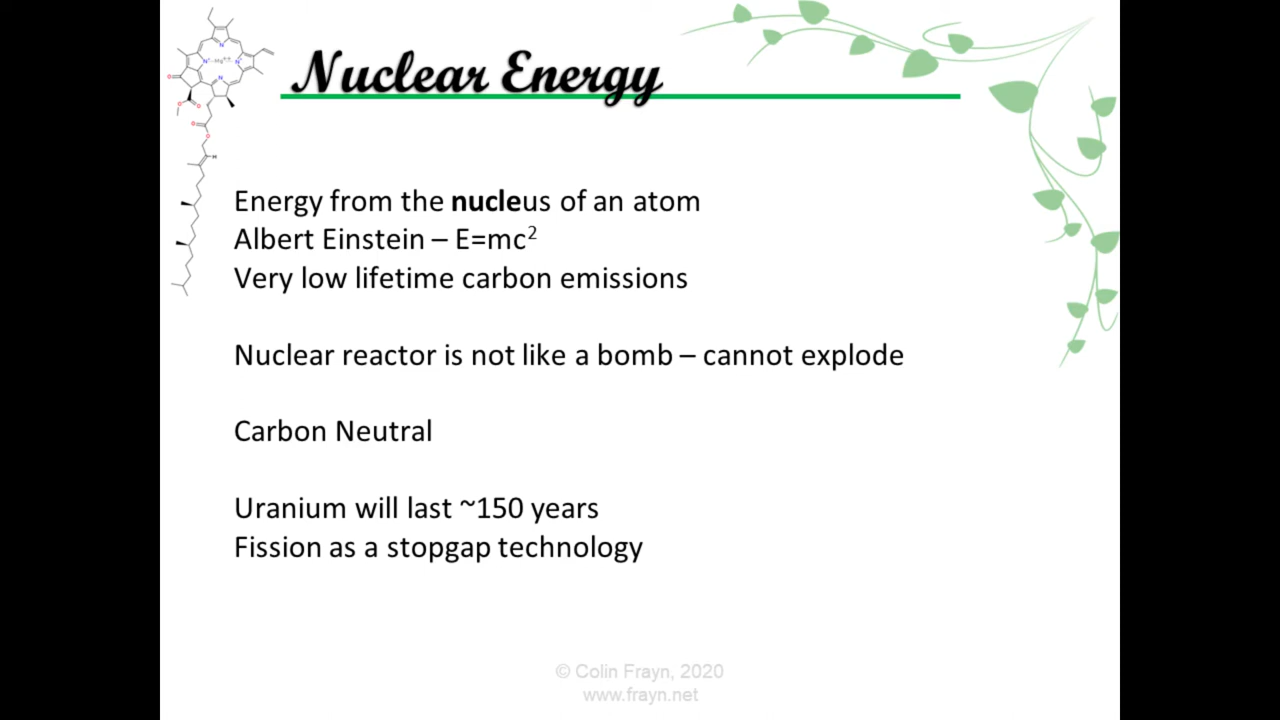 Nuclear Energy
Energy from the nucleus of an atom
Albert Einstein – E=mc²
Very low lifetime carbon emissions
Nuclear reactor is not like a bomb – cannot explode
Carbon Neutral
Uranium will last ~150 years
Fission as a stopgap technology
© Colin Frayn, 2020
www.frayn.net